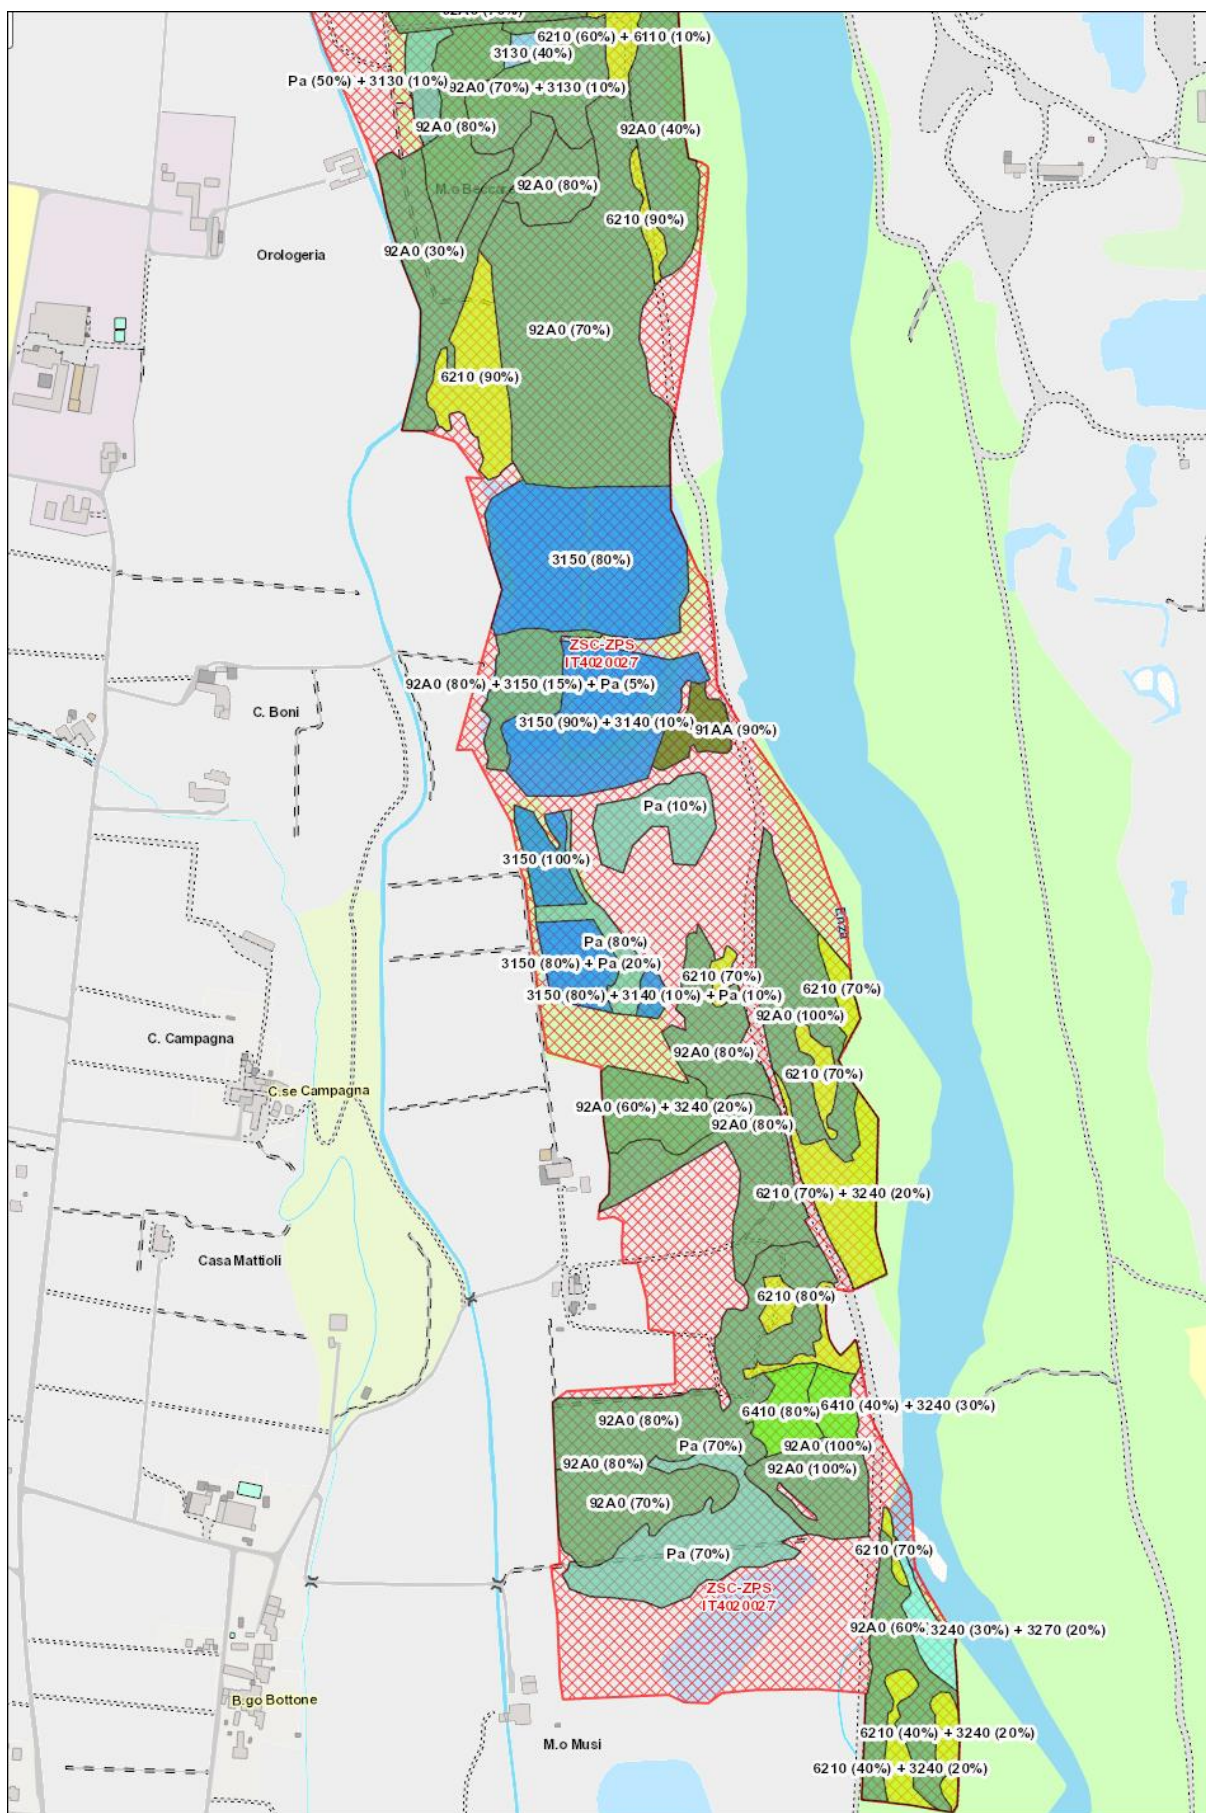 92A0 (70%)
6210 (60%) + 6110 (10%)
3130 (40%)
Pa (50%) + 3130 (10%)
92A0 (70%) + 3130 (10%)
92A0 (80%)
92A0 (40%)
92A0 (80%)
6210 (90%)
92A0 (30%)
Orologeria
92A0 (70%)
6210 (90%)
3150 (80%)
ZSC-ZPS
IT4020027
92A0 (80%) + 3150 (15%) + Pa (5%)
C. Boni
3150 (90%) + 3140 (10%)
91AA (90%)
Pa (10%)
3150 (100%)
Enza
Pa (80%)
3150 (80%) + Pa (20%)
6210 (70%)
6210 (70%)
3150 (80%) + 3140 (10%) + Pa (10%)
92A0 (100%)
C. Campagna
92A0 (80%)
6210 (70%)
C.se Campagna
92A0 (60%) + 3240 (20%)
92A0 (80%)
6210 (70%) + 3240 (20%)
Casa Mattioli
6210 (80%)
6410 (80%)
6410 (40%) + 3240 (30%)
92A0 (80%)
Pa (70%)
92A0 (100%)
92A0 (80%)
92A0 (100%)
92A0 (70%)
Pa (70%)
6210 (70%)
ZSC-ZPS
IT4020027
92A0 (60%)
3240 (30%) + 3270 (20%)
B.go Bottone
6210 (40%) + 3240 (20%)
M.o Musi
6210 (40%) + 3240 (20%)